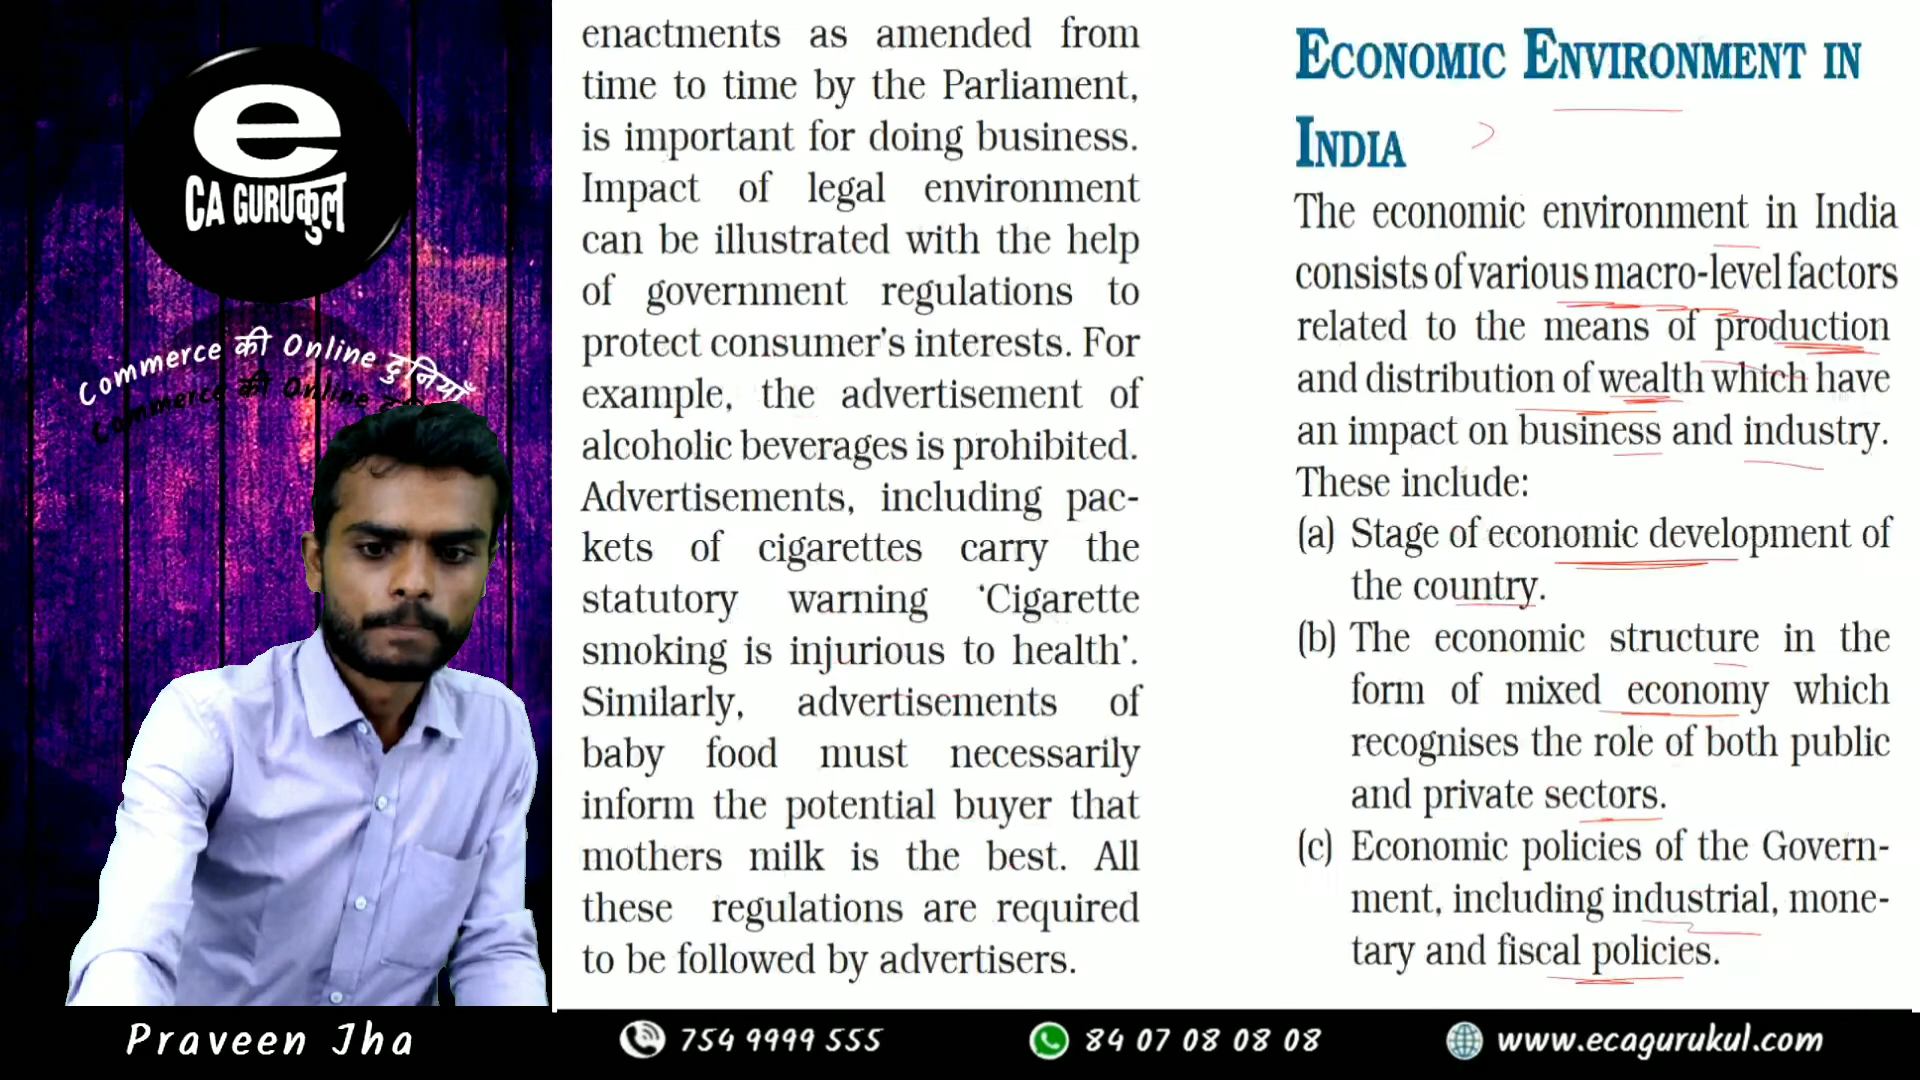 e
CA GURUकुल
Commerce की Online दुनियाँ
enactments as amended from
time to time by the Parliament,
is important for doing business.
Impact of legal environment
can be illustrated with the help
of government regulations to
protect consumer's interests. For
example, the advertisement of
alcoholic beverages is prohibited.
Advertisements, including pac-
kets of cigarettes carry the
statutory warning ‘Cigarette
smoking is injurious to health’.
Similarly, advertisements of
baby food must necessarily
inform the potential buyer that
mothers milk is the best. All
these regulations are required
to be followed by advertisers.
ECONOMIC ENVIRONMENT IN
INDIA
The economic environment in India
consists of various macro-level factors
related to the means of production
and distribution of wealth which have
an impact on business and industry.
These include:
(a) Stage of economic development of
the country.
(b) The economic structure in the
form of mixed economy which
recognises the role of both public
and private sectors.
(c) Economic policies of the Govern-
ment, including industrial, mone-
tary and fiscal policies.
Praveen Jha
754 9999 555
84 07 08 08 08
www.ecagurukul.com